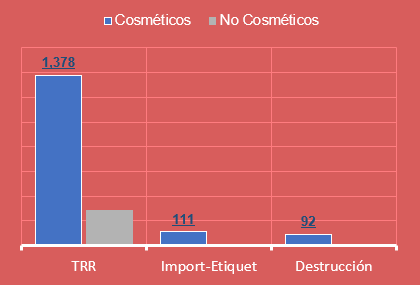 Cosméticos No Cosméticos
1,378
111
92
TRR Import-Etiquet Destrucción